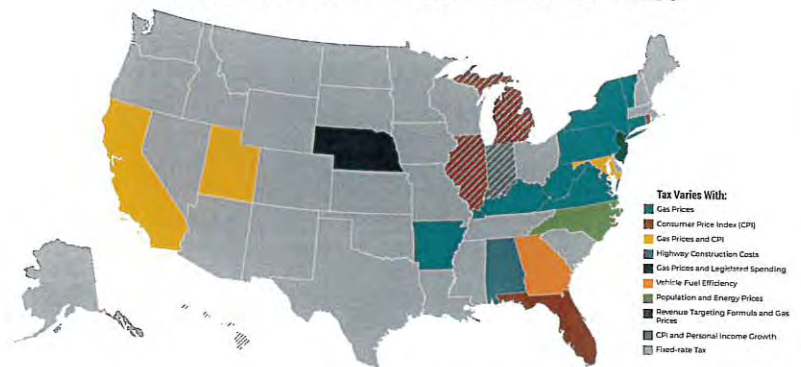 Tax Varies With:
Gas Prices
Consumer Price Index (CPI)
Gas Prices and CPI
Highway Construction Costs
Gas Prices and Legislated Spending
Vehicle Fuel Efficiency
Population and Energy Prices
Revenue Targeting Formula and Gas
Prices
CPI and Personal Income Growth
Fixed-rate Tax